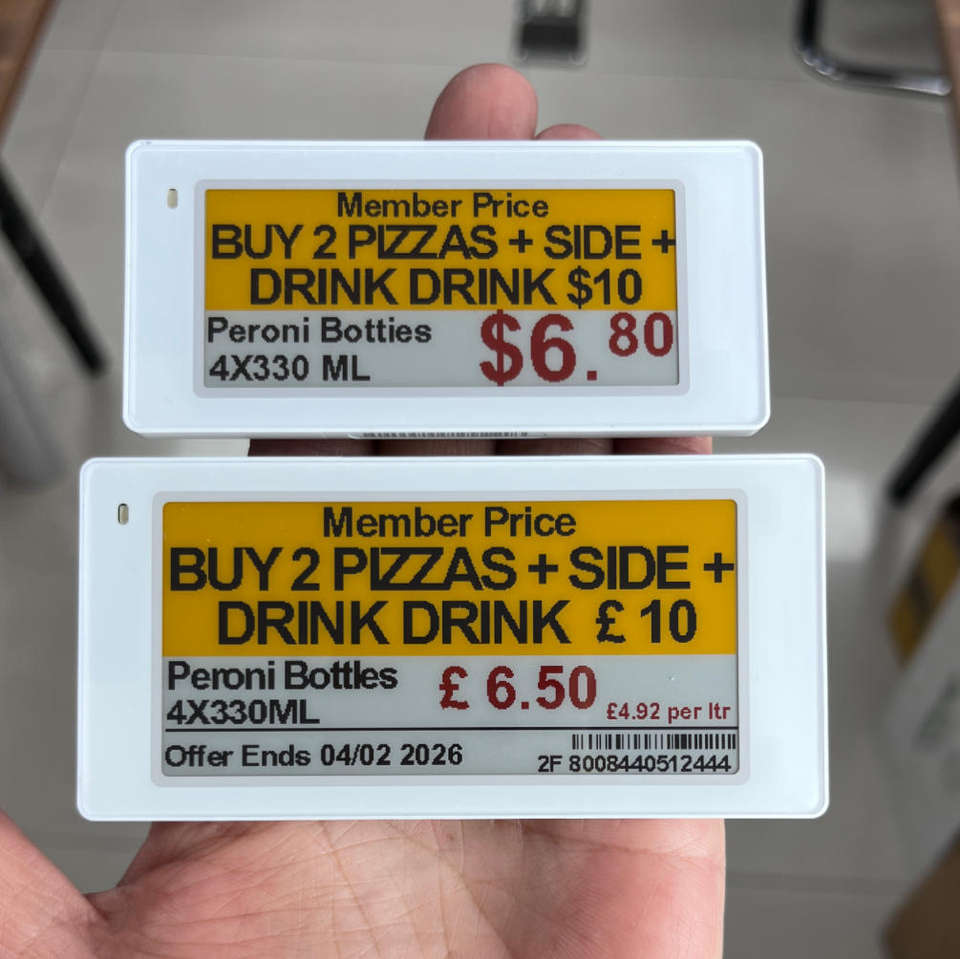 Member Price
BUY 2 PIZZAS + SIDE +
DRINK DRINK $10
Peroni Botties
4X330 ML
$6.80
Member Price
BUY 2 PIZZAS + SIDE +
DRINK DRINK £ 10
Peroni Bottles
4X330ML
£ 6.50
£4.92 per ltr
Offer Ends 04/02 2026
2F 8008440512444